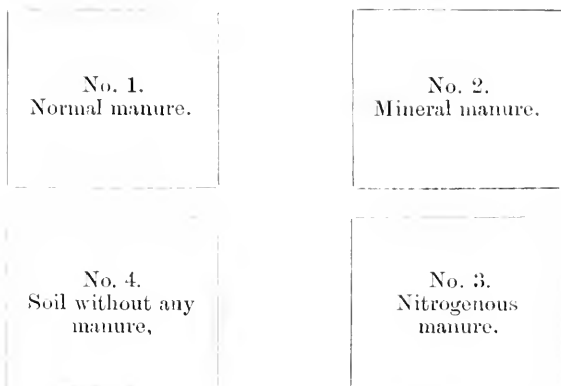 No. 1.
Normal manure.
No. 2.
Mineral manure.
No. 4.
Soil without any
manure,
No. 3.
Nitrogenous
manure.